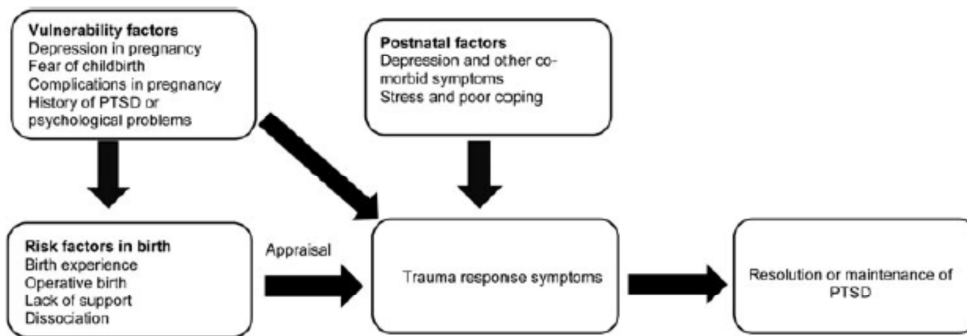 Vulnerability factors
Depression in pregnancy
Fear of childbirth
Complications in pregnancy
History of PTSD or
psychological problems
Postnatal factors
Depression and other co-
morbid symptoms
Stress and poor coping
Risk factors in birth
Birth experience
Operative birth
Lack of support
Dissociation
Appraisal
Trauma response symptoms
Resolution or maintenance of
PTSD